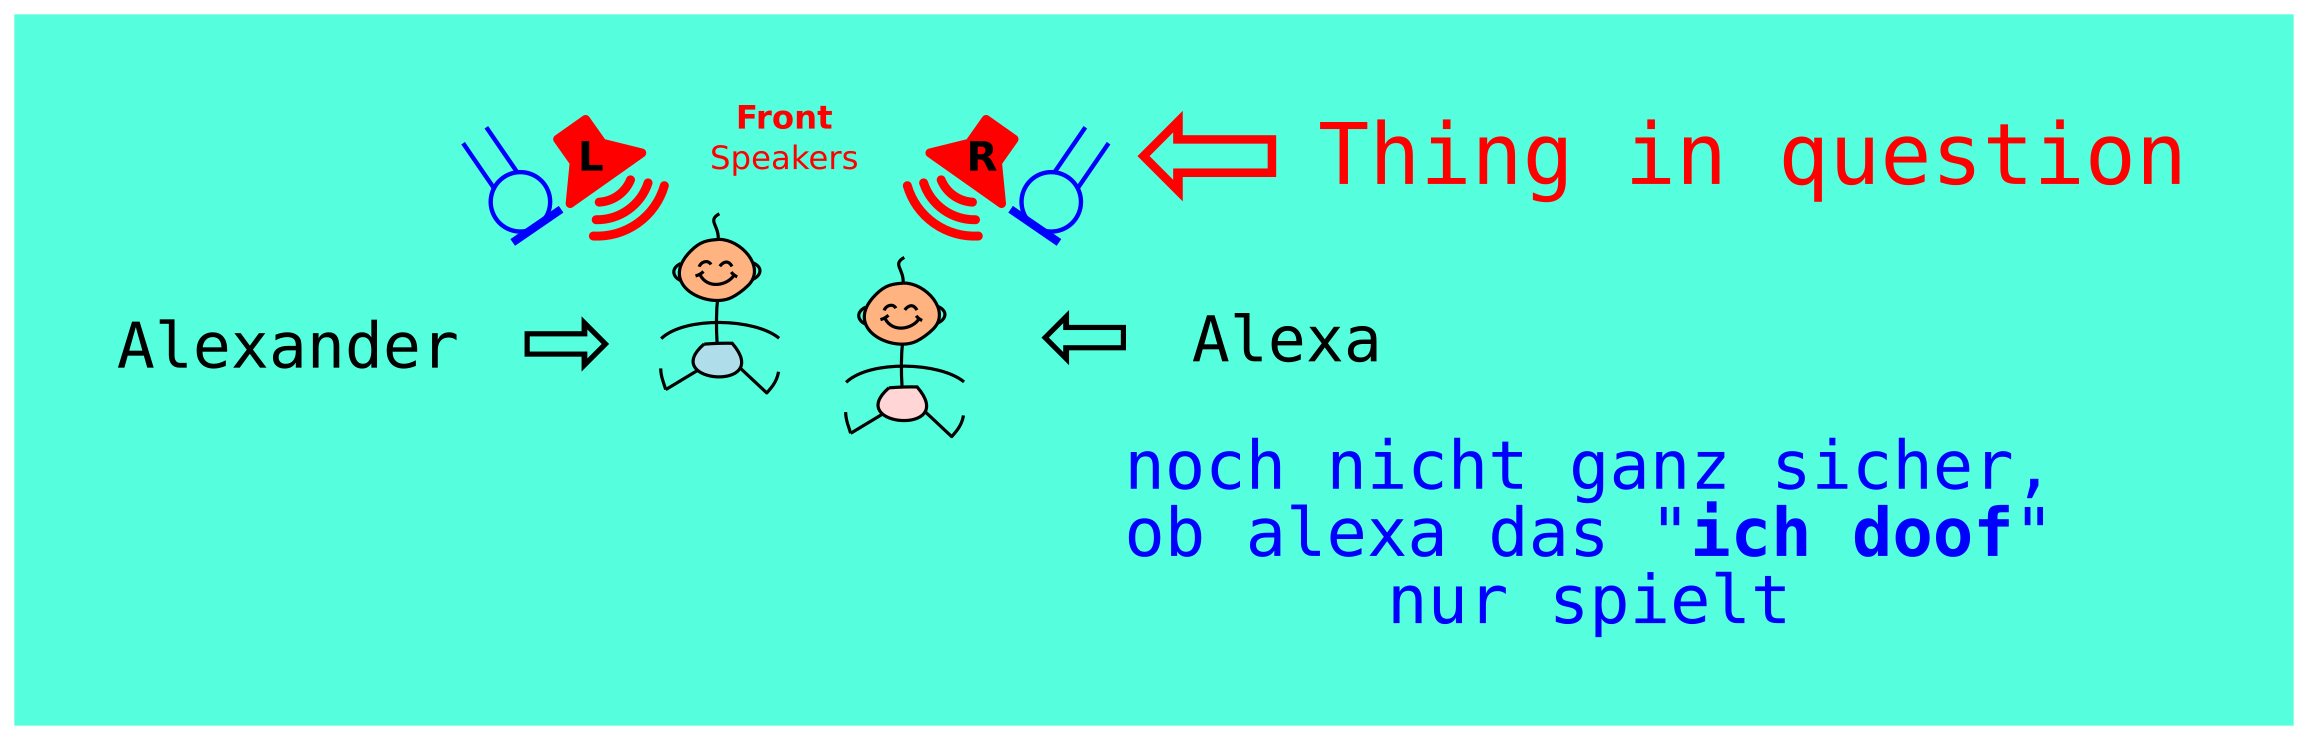 Front
Speakers
L
R
Thing in question
Alexander
Alexa
noch nicht ganz sicher,
ob alexa das "ich doof"
nur spielt